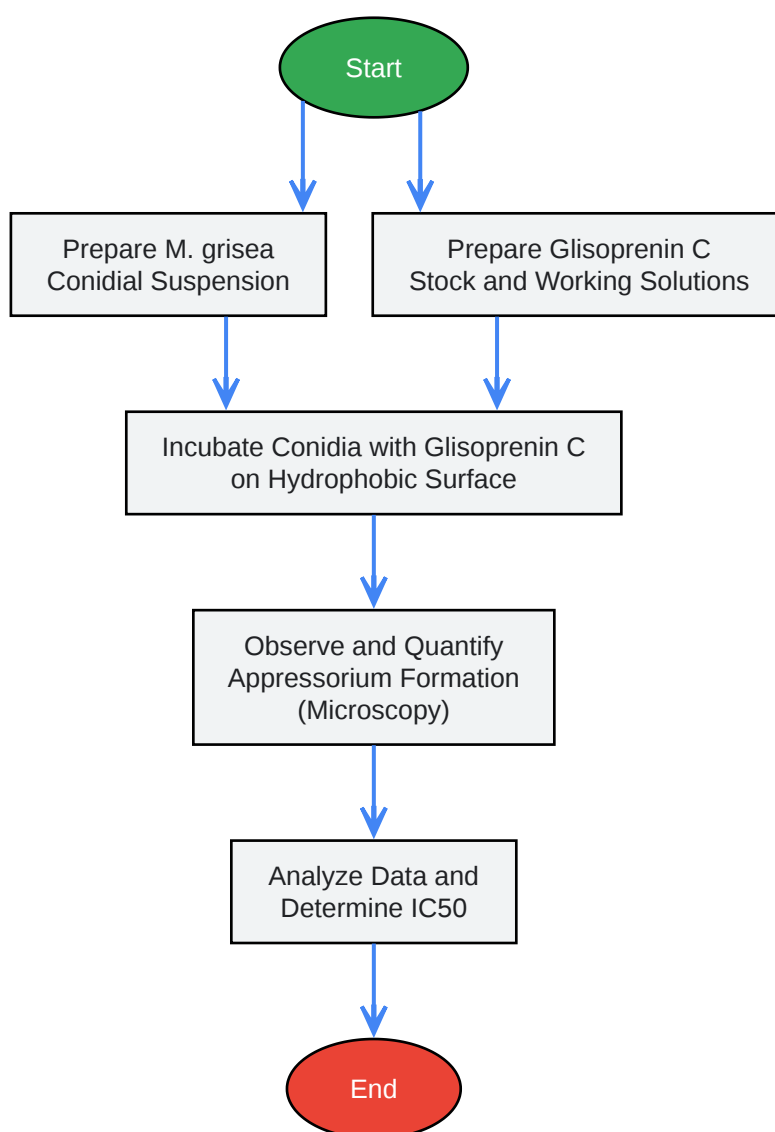 Start
Prepare M. grisea
Conidial Suspension
Prepare Glisoprenin C
Stock and Working Solutions
Incubate Conidia with Glisoprenin C
on Hydrophobic Surface
Observe and Quantify
Appressorium Formation
(Microscopy)
Analyze Data and
Determine IC50
End